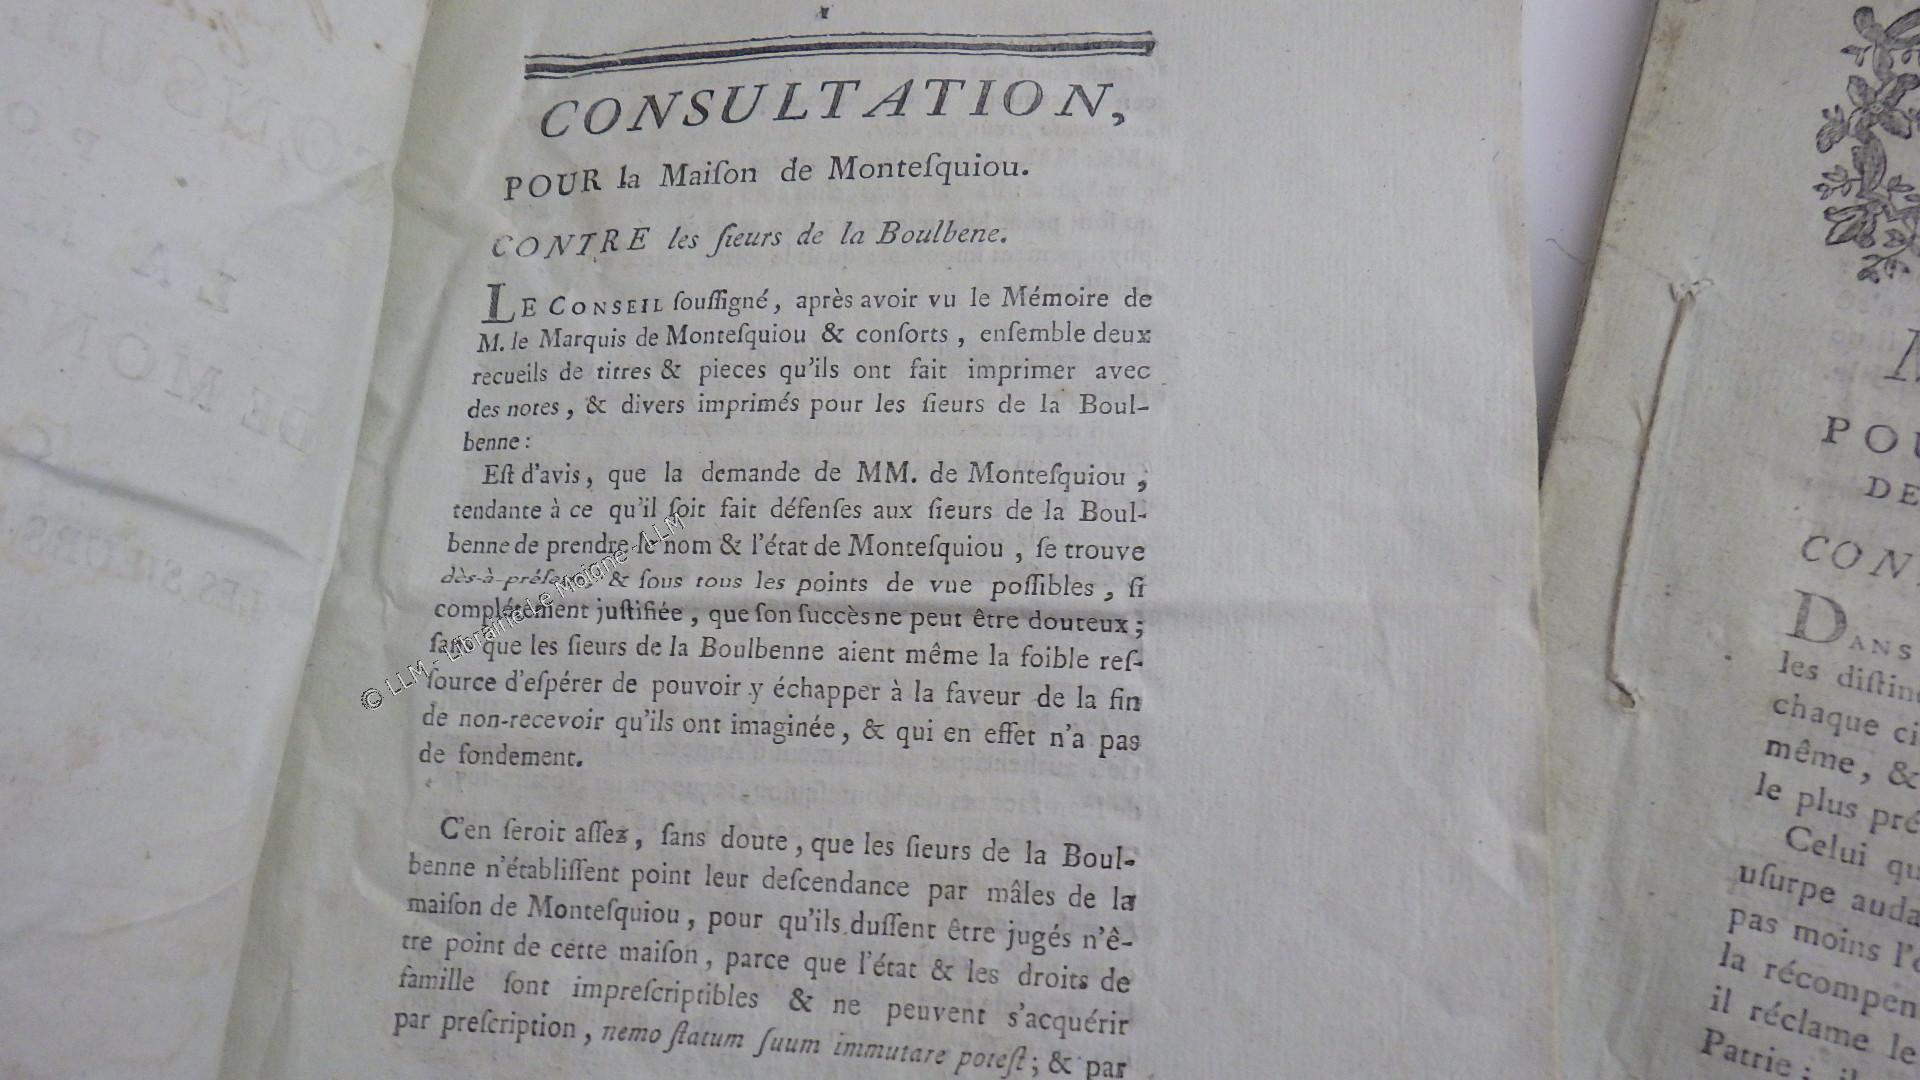 CONSULTATION,
POUR la Maiſon de Monteſquiou.
CONTRE les ſieurs de la Boulbene.
LE CONSEIL ſouſſigné, après avoir vu le Mémoire de
M. le Marquis de Monteſquiou & conſorts, enſemble deux
recueils de titres & pieces qu'ils ont fait imprimer avec
des notes, & divers imprimés pour les ſieurs de la Boul-
benne :
Eſt d'avis, que la demande de MM. de Monteſquiou ;
tendante à ce qu'il ſoit fait défenſes aux ſieurs de la Boul-
benne de prendre le nom & l'état de Monteſquiou, ſe trouve
dès-à-préſent, & ſous tous les points de vue poſſibles, ſi
complétement juſtifiée, que ſon ſuccès ne peut être douteux ;
ſans que les ſieurs de la Boulbenne aient même la foible reſ-
ſource d'eſpérer de pouvoir y échapper à la faveur de la fin
de non-recevoir qu'ils ont imaginée, & qui en effet n'a pas
de fondement.
C'en ſeroit aſſez, ſans doute, que les ſieurs de la Boul-
benne n'établiſſent point leur deſcendance par mâles de la
maiſon de Monteſquiou, pour qu'ils duſſent être jugés n'ê-
tre point de cette maiſon, parce que l'état & les droits de
famille ſont impreſcriptibles & ne peuvent s'acquérir
par preſcription, nemo ſtatum ſuum immutare poteſt ; & par
© LLM - Librairie Le Moigne - LLM
POU
DE
CON
DANS
les diſtin
chaque ci
même, &
le plus pré
Celui qu
uſurpe auda
pas moins l'
la récompen
il réclame le
Patrie ; il